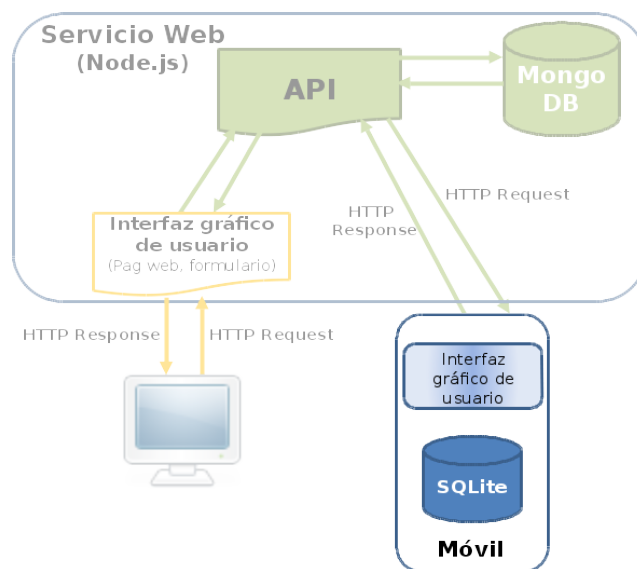 Servicio Web
(Node.js)
API
Mongo
DB
HTTP Request
HTTP
Response
Interfaz gráfico
de usuario
(Pag web, formulario)
HTTP Response
HTTP Request
Interfaz
gráfico de
usuario
SQLite
Móvil